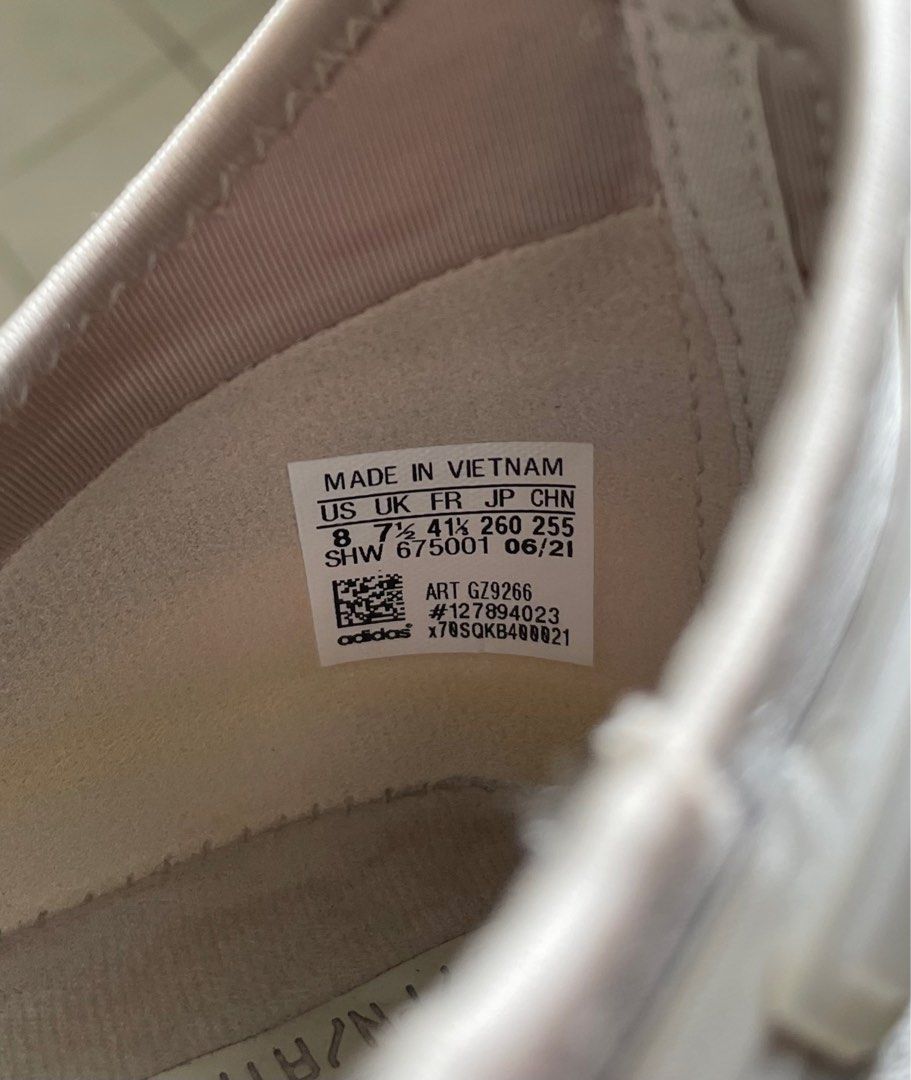 MADE IN VIETNAM
US UK FR JP CHN
8 7½ 41⅓ 260 255
SHW 675001 06/21
ART GZ9266
#127894023
adidas x70SQKB400021